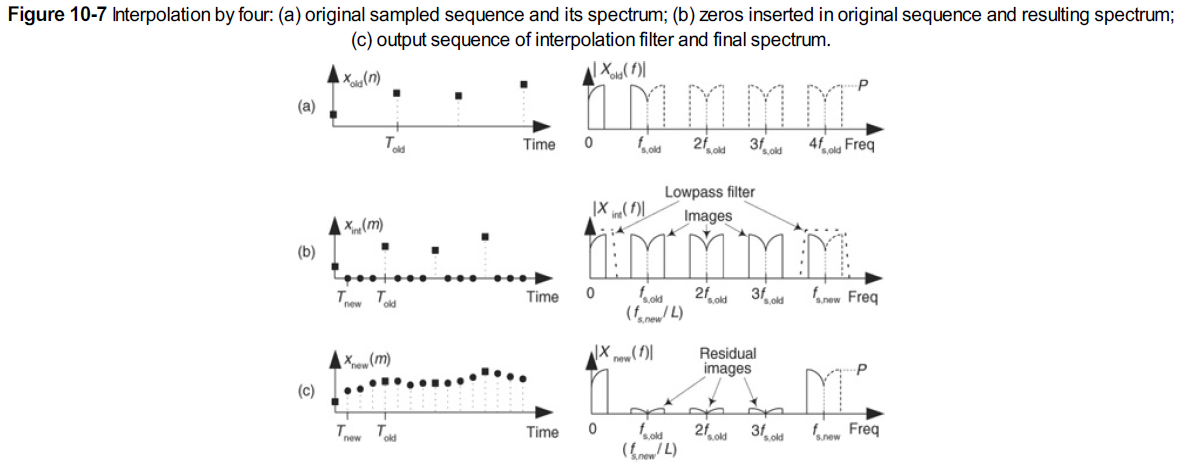 Figure 10-7 Interpolation by four: (a) original sampled sequence and its spectrum; (b) zeros inserted in original sequence and resulting spectrum;
(c) output sequence of interpolation filter and final spectrum.
(a)
x_old(n)
T_old
Time
|X_old(f)|
P
0
f_s,old
2f_s,old
3f_s,old
4f_s,old
Freq
(b)
x_int(m)
T_new
T_old
Time
Lowpass filter
|X_int(f)|
Images
0
f_s,old
(f_s,new/L)
2f_s,old
3f_s,old
f_s,new
Freq
(c)
x_new(m)
T_new
T_old
Time
|X_new(f)|
Residual
images
P
0
f_s,old
(f_s,new/L)
2f_s,old
3f_s,old
f_s,new
Freq